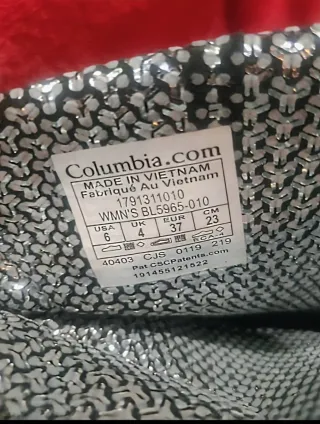 Columbia.com
MADE IN VIETNAM
Fabriqué Au Vietnam
1791311010
WMN'S BL5965-010
USA UK EUR CM
6 4 37 23
40403 CJS 0119 219
Pat.CSCPatents.com
191455121522